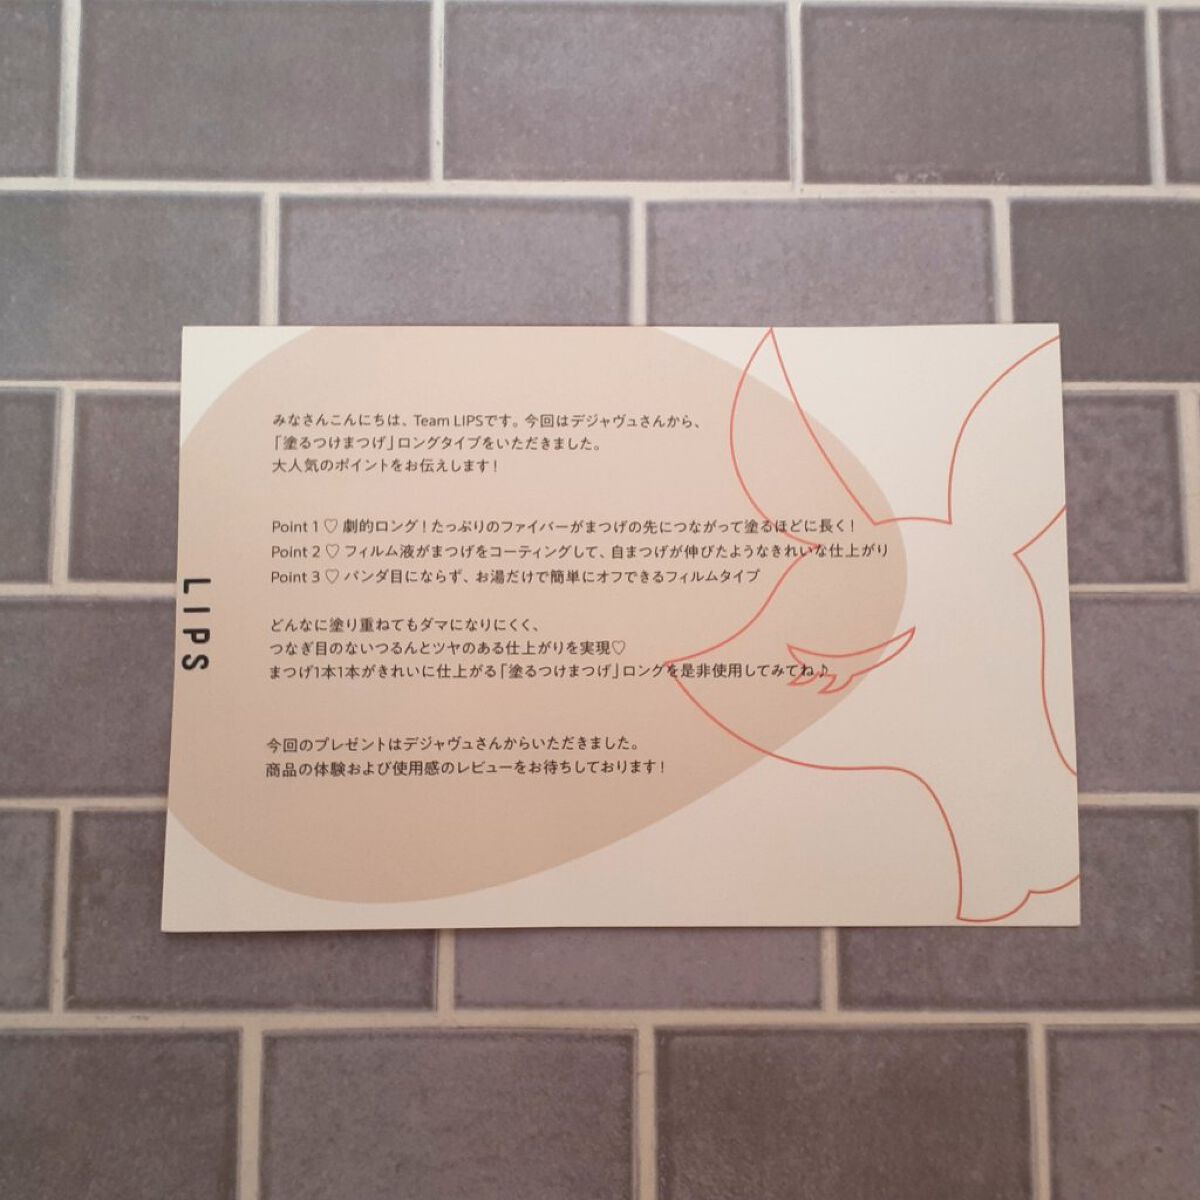 みなさんこんにちは、Team LIPSです。今回はデジャヴュさんから、
「塗るつけまつげ」ロングタイプをいただきました。
大人気のポイントをお伝えします！
Point 1 ♡ 劇的ロング！たっぷりのファイバーがまつげの先につながって塗るほどに長く！
Point 2 ♡ フィルム液がまつげをコーティングして、自まつげが伸びたようなきれいな仕上がり
Point 3 ♡ パンダ目にならず、お湯だけで簡単にオフできるフィルムタイプ
どんなに塗り重ねてもダマになりにくく、
つなぎ目のないつるんとツヤのある仕上がりを実現♡
まつげ1本1本がきれいに仕上がる「塗るつけまつげ」ロングを是非使用してみてね♪
今回のプレゼントはデジャヴュさんからいただきました。
商品の体験および使用感のレビューをお待ちしております！
LIPS